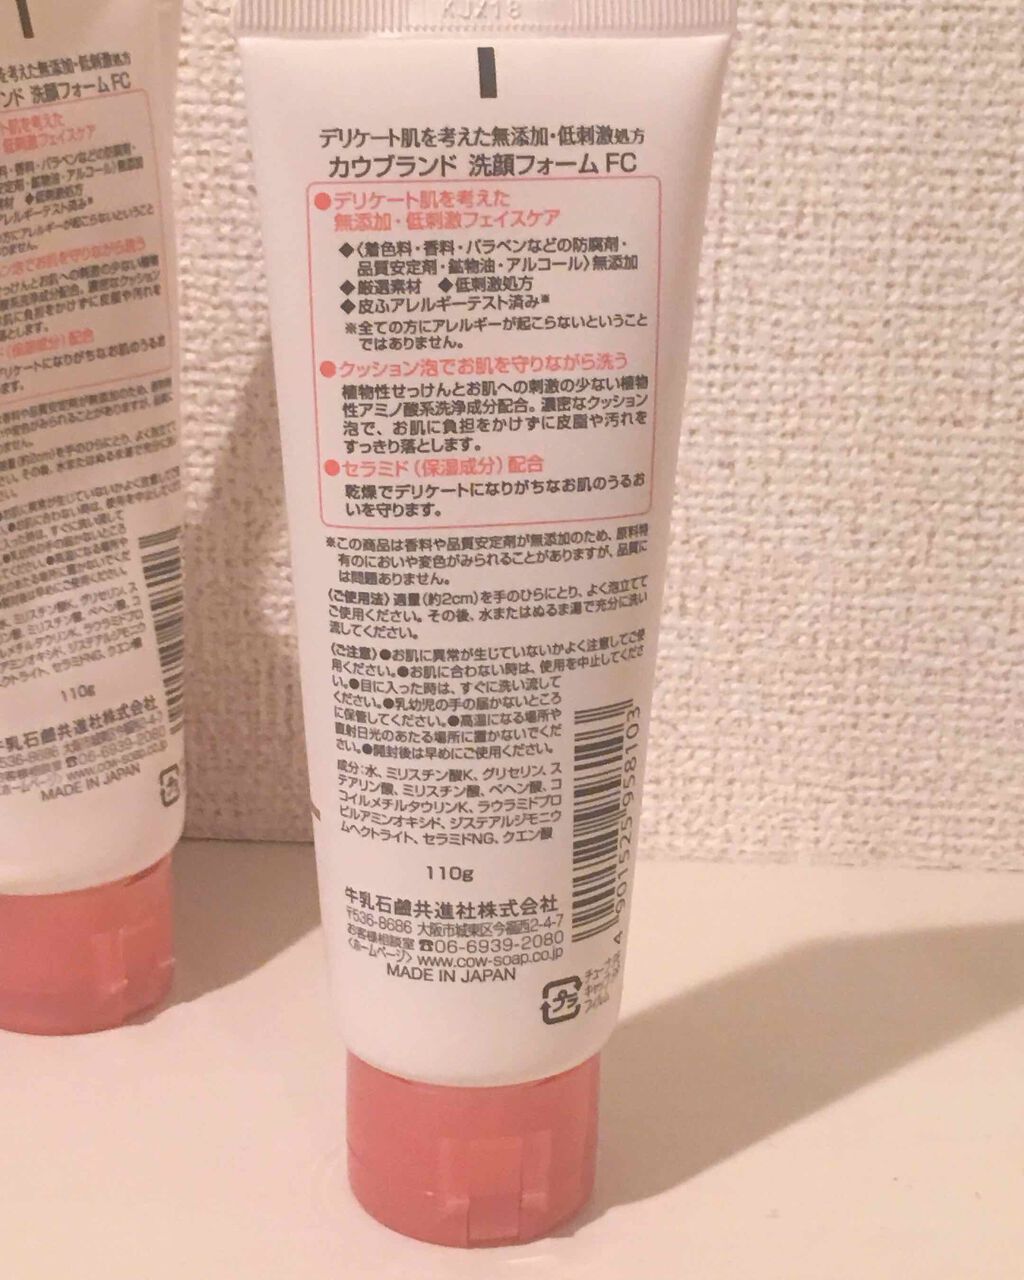 KJX18
デリケート肌を考えた無添加・低刺激処方
カウブランド 洗顔フォームFC
●デリケート肌を考えた
無添加・低刺激フェイスケア
◆〈着色料・香料・パラベンなどの防腐剤・
品質安定剤・鉱物油・アルコール〉無添加
◆厳選素材 ◆低刺激処方
◆皮ふアレルギーテスト済み※
※全ての方にアレルギーが起こらないということ
ではありません。
●クッション泡でお肌を守りながら洗う
植物性せっけんとお肌への刺激の少ない植物
性アミノ酸系洗浄成分配合。濃密なクッション
泡で、お肌に負担をかけずに皮脂や汚れを
すっきり落とします。
●セラミド(保湿成分)配合
乾燥でデリケートになりがちなお肌のうるお
いを守ります。
※この商品は香料や品質安定剤が無添加のため、原料特
有のにおいや変色がみられることがありますが、品質に
は問題ありません。
〈ご使用法〉適量(約2cm)を手のひらにとり、よく泡立てて
ご使用ください。その後、水またはぬるま湯で充分に洗い
流してください。
〈ご注意〉●お肌に異常が生じていないかよく注意してご使
用ください。●お肌に合わない時は、使用を中止してくださ
い。●目に入った時は、すぐに洗い流して
ください。●乳幼児の手の届かないところ
に保管してください。●高温になる場所や
直射日光のあたる場所に置かないでくだ
さい。●開封後は早めにご使用ください。
成分:水、ミリスチン酸K、グリセリン、ス
テアリン酸、ミリスチン酸、ベヘン酸、コ
コイルメチルタウリンK、ラウラミドプロ
ピルアミンオキシド、ジステアルジモニウ
ムヘクトライト、セラミドNG、クエン酸
110g
牛乳石鹸共進社株式会社
〒536-8686 大阪市城東区今福西2-4-7
お客様相談室 ☎06-6939-2080
〈ホームページ〉 www.cow-soap.co.jp
MADE IN JAPAN
4 901525 958103
プラ